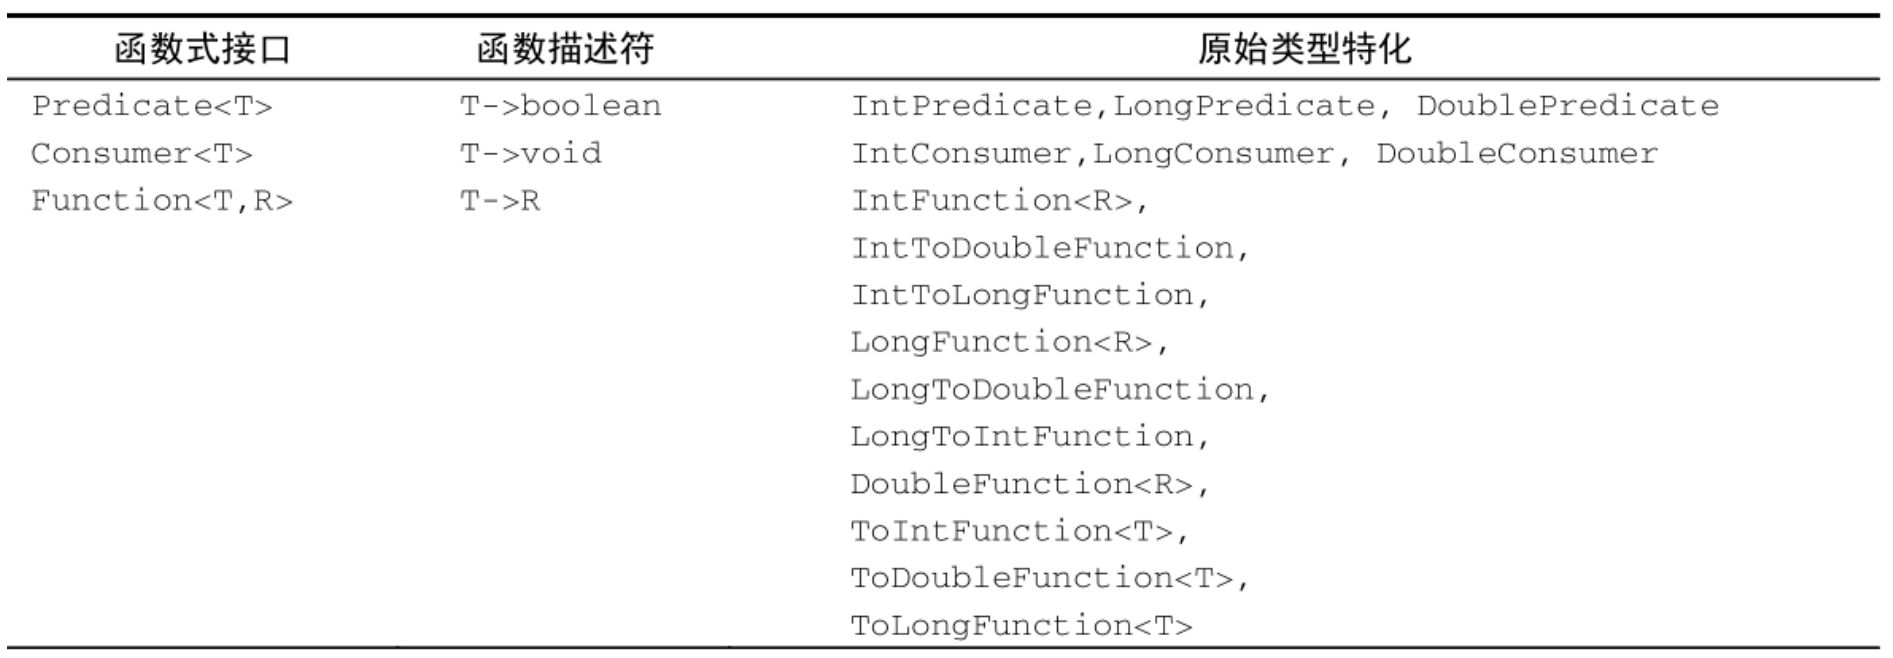 函数式接口 函数描述符 原始类型特化
Predicate<T> T->boolean IntPredicate,LongPredicate, DoublePredicate
Consumer<T> T->void IntConsumer,LongConsumer, DoubleConsumer
Function<T,R> T->R IntFunction<R>,
IntToDoubleFunction,
IntToLongFunction,
LongFunction<R>,
LongToDoubleFunction,
LongToIntFunction,
DoubleFunction<R>,
ToIntFunction<T>,
ToDoubleFunction<T>,
ToLongFunction<T>